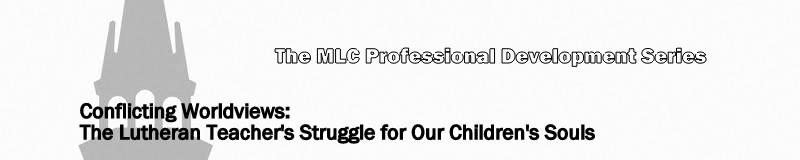 The MLC Professional Development Series
Conflicting Worldviews:
The Lutheran Teacher's Struggle for Our Children's Souls